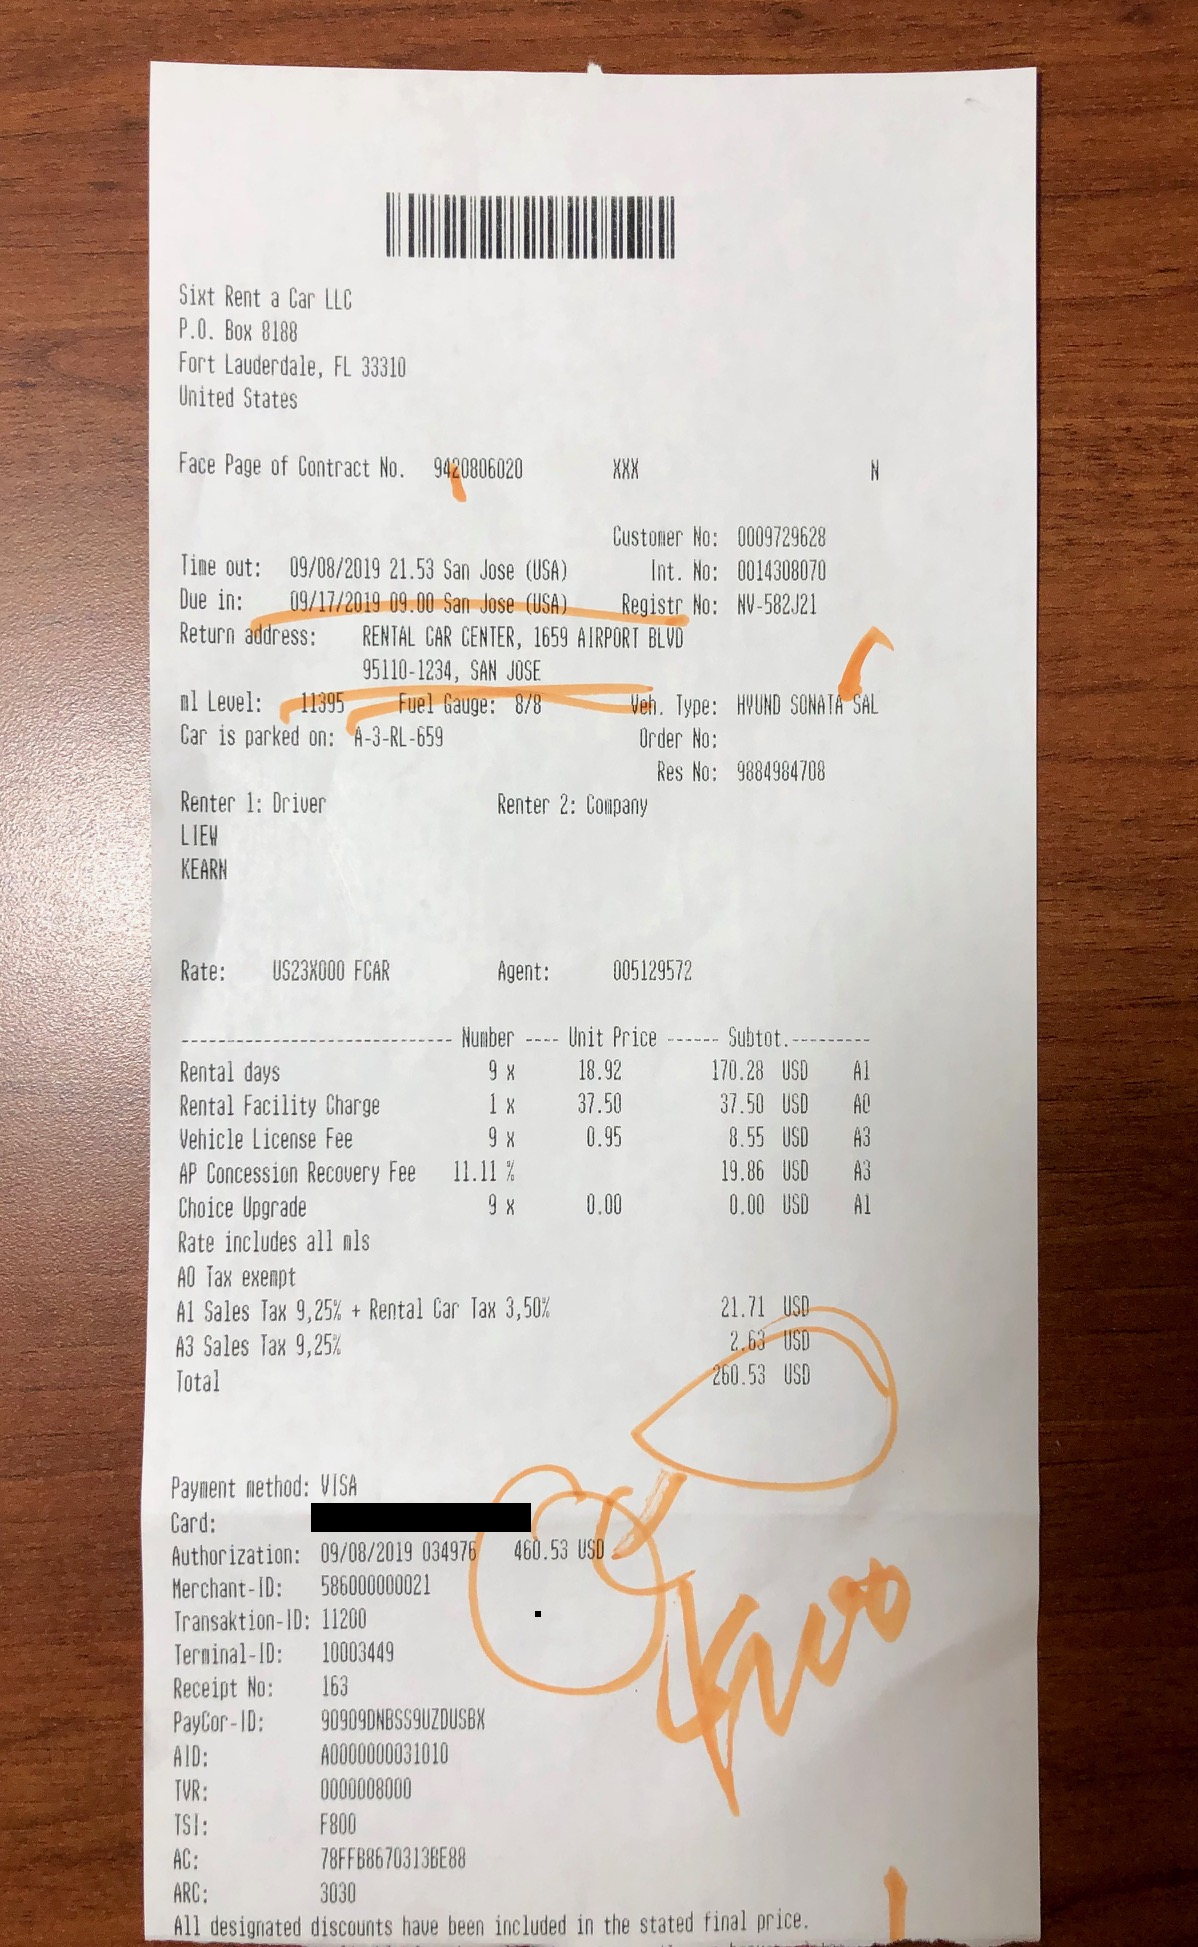 Sixt Rent a Car LLC
P.O. Box 8188
Fort Lauderdale, FL 33310
United States
Face Page of Contract No. 9420806020 XXX N
Customer No: 0009729628
Time out: 09/08/2019 21.53 San Jose (USA) Int. No: 0014308070
Due in: 09/17/2019 09.00 San Jose (USA) Registr No: NV-582J21
Return address: RENTAL CAR CENTER, 1659 AIRPORT BLVD
95110-1234, SAN JOSE
ml Level: 11395 Fuel Gauge: 8/8 Veh. Type: HYUND SONATA SAL
Car is parked on: A-3-RL-659 Order No:
Res No: 9884984708
Renter 1: Driver Renter 2: Company
LIEW
KEARN
Rate: US23X000 FCAR Agent: 005129572
---------------------------- Number ---- Unit Price ------ Subtot.---------
Rental days 9 x 18.92 170.28 USD A1
Rental Facility Charge 1 x 37.50 37.50 USD A0
Vehicle License Fee 9 x 0.95 8.55 USD A3
AP Concession Recovery Fee 11.11 % 19.86 USD A3
Choice Upgrade 9 x 0.00 0.00 USD A1
Rate includes all mls
A0 Tax exempt
A1 Sales Tax 9,25% + Rental Car Tax 3,50% 21.71 USD
A3 Sales Tax 9,25% 2.63 USD
Total 260.53 USD
Payment method: VISA
Card:
Authorization: 09/08/2019 034976 460.53 USD
Merchant-ID: 586000000021
Transaktion-ID: 11200
Terminal-ID: 10003449
Receipt No: 163
PayCor-ID: 90909DNBSS9UZDUSBX
AID: A0000000031010
TVR: 0000008000
TSI: F800
AC: 78FFB8670313BE88
ARC: 3030
All designated discounts have been included in the stated final price.